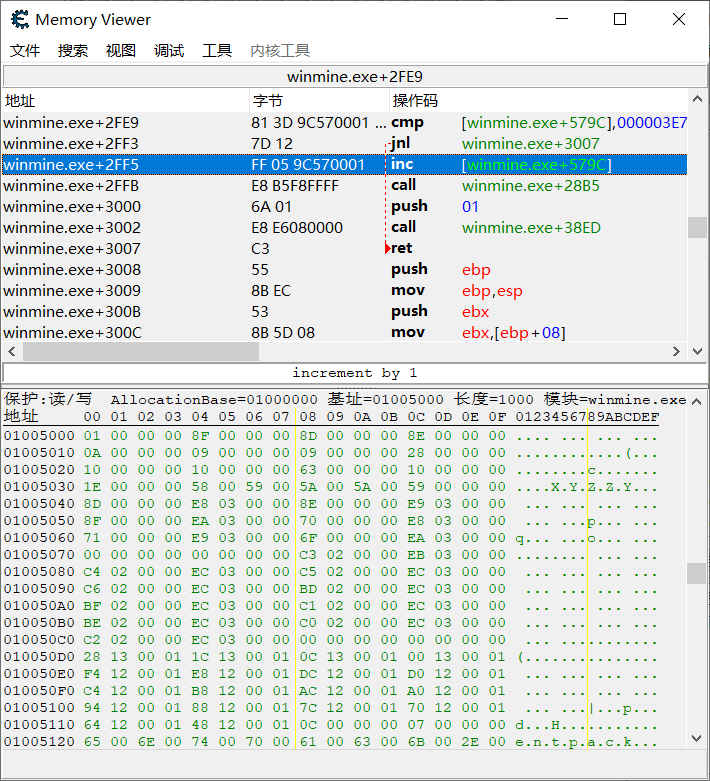 Memory Viewer
文件 搜索 视图 调试 工具 内核工具
winmine.exe+2FE9
地址 字节 操作码
winmine.exe+2FE9 81 3D 9C570001 ... cmp [winmine.exe+579C],000003E7
winmine.exe+2FF3 7D 12 jnl winmine.exe+3007
winmine.exe+2FF5 FF 05 9C570001 inc [winmine.exe+579C]
winmine.exe+2FFB E8 B5F8FFFF call winmine.exe+28B5
winmine.exe+3000 6A 01 push 01
winmine.exe+3002 E8 E6080000 call winmine.exe+38ED
winmine.exe+3007 C3 ret
winmine.exe+3008 55 push ebp
winmine.exe+3009 8B EC mov ebp,esp
winmine.exe+300B 53 push ebx
winmine.exe+300C 8B 5D 08 mov ebx,[ebp+08]
increment by 1
保护:读/写 AllocationBase=01000000 基址=01005000 长度=1000 模块=winmine.exe
地址 00 01 02 03 04 05 06 07 08 09 0A 0B 0C 0D 0E 0F 0123456789ABCDEF
01005000 01 00 00 00 8F 00 00 00 8D 00 00 00 8E 00 00 00 .... ... ... ...
01005010 0A 00 00 00 09 00 00 00 09 00 00 00 28 00 00 00 ............(...
01005020 10 00 00 00 10 00 00 00 63 00 00 00 10 00 00 00 ........c.......
01005030 1E 00 00 00 58 00 59 00 5A 00 5A 00 59 00 00 00 ....X.Y.Z.Z.Y...
01005040 8D 00 00 00 E8 03 00 00 8E 00 00 00 E9 03 00 00 ... ... ... ...
01005050 8F 00 00 00 EA 03 00 00 70 00 00 00 E8 03 00 00 ... ...p... ...
01005060 71 00 00 00 E9 03 00 00 6F 00 00 00 EA 03 00 00 q... ...o... ...
01005070 00 00 00 00 00 00 00 00 C3 02 00 00 EB 03 00 00 ........ ... ...
01005080 C4 02 00 00 EC 03 00 00 C5 02 00 00 EC 03 00 00 ... ... ... ...
01005090 C6 02 00 00 EC 03 00 00 BD 02 00 00 EC 03 00 00 ... ... ... ...
010050A0 BF 02 00 00 EC 03 00 00 C1 02 00 00 EC 03 00 00 ... ... ... ...
010050B0 BE 02 00 00 EC 03 00 00 C0 02 00 00 EC 03 00 00 ... ... ... ...
010050C0 C2 02 00 00 EC 03 00 00 00 00 00 00 00 00 00 00 ... ... ........
010050D0 28 13 00 01 1C 13 00 01 0C 13 00 01 00 13 00 01 (...............
010050E0 F4 12 00 01 E8 12 00 01 DC 12 00 01 D0 12 00 01 ... ... ... ...
010050F0 C4 12 00 01 B8 12 00 01 AC 12 00 01 A0 12 00 01 ... ... ... ...
01005100 94 12 00 01 88 12 00 01 7C 12 00 01 70 12 00 01 ... ...|...p...
01005110 64 12 00 01 48 12 00 01 0C 00 00 00 07 00 00 00 d...H...........
01005120 65 00 6E 00 74 00 70 00 61 00 63 00 6B 00 2E 00 e.n.t.p.a.c.k...